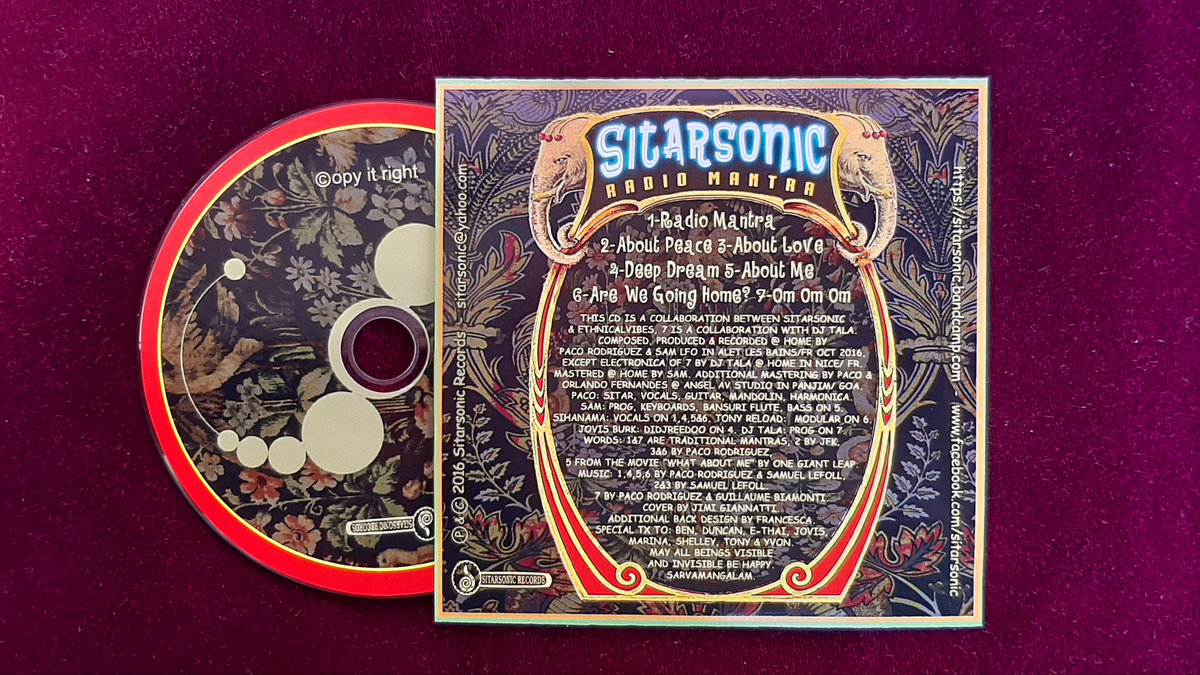 ©opy it right
SITARSONIC RECORDS
℗ & © 2016 Sitarsonic Records - sitarsonic@yahoo.com
SITARSONIC
RADIO MANTRA
1-Radio Mantra
2-About Peace 3-About Love
4-Deep Dream 5-About Me
6-Are We Going Home? 7-Om Om Om
THIS CD IS A COLLABORATION BETWEEN SITARSONIC
& ETHNICALVIBES, 7 IS A COLLABORATION WITH DJ TALA.
COMPOSED, PRODUCED & RECORDED @ HOME BY
PACO RODRIGUEZ & SAM LFO IN ALET LES BAINS/FR OCT 2016,
EXCEPT ELECTRONICA OF 7 BY DJ TALA @ HOME IN NICE/ FR.
MASTERED @ HOME BY SAM. ADDITIONAL MASTERING BY PACO &
ORLANDO FERNANDES @ ANGEL AV STUDIO IN PANJIM/ GOA.
PACO: SITAR, VOCALS, GUITAR, MANDOLIN, HARMONICA.
SAM: PROG, KEYBOARDS, BANSURI FLUTE, BASS ON 5.
SIHANAMA: VOCALS ON 1,4,5&6, TONY RELOAD: MODULAR ON 6.
JOVIS BURK: DIDJREEDOO ON 4. DJ TALA: PROG ON 7.
WORDS: 1&7 ARE TRADITIONAL MANTRAS, 2 BY JFK,
3&6 BY PACO RODRIGUEZ,
5 FROM THE MOVIE "WHAT ABOUT ME" BY ONE GIANT LEAP.
MUSIC: 1,4,5,6 BY PACO RODRIGUEZ & SAMUEL LEFOLL,
2&3 BY SAMUEL LEFOLL.
7 BY PACO RODRIGUEZ & GUILLAUME BIAMONTI.
COVER BY JIMI GIANNATTI.
ADDITIONAL BACK DESIGN BY FRANCESCA.
SPECIAL TX TO: BEN, DUNCAN, E-THAI, JOVIS,
MARINA, SHELLEY, TONY & YVON.
MAY ALL BEINGS VISIBLE
AND INVISIBLE BE HAPPY.
SARVAMANGALAM.
SITARSONIC RECORDS
https://sitarsonic.bandcamp.com - www.facebook.com/sitarsonic